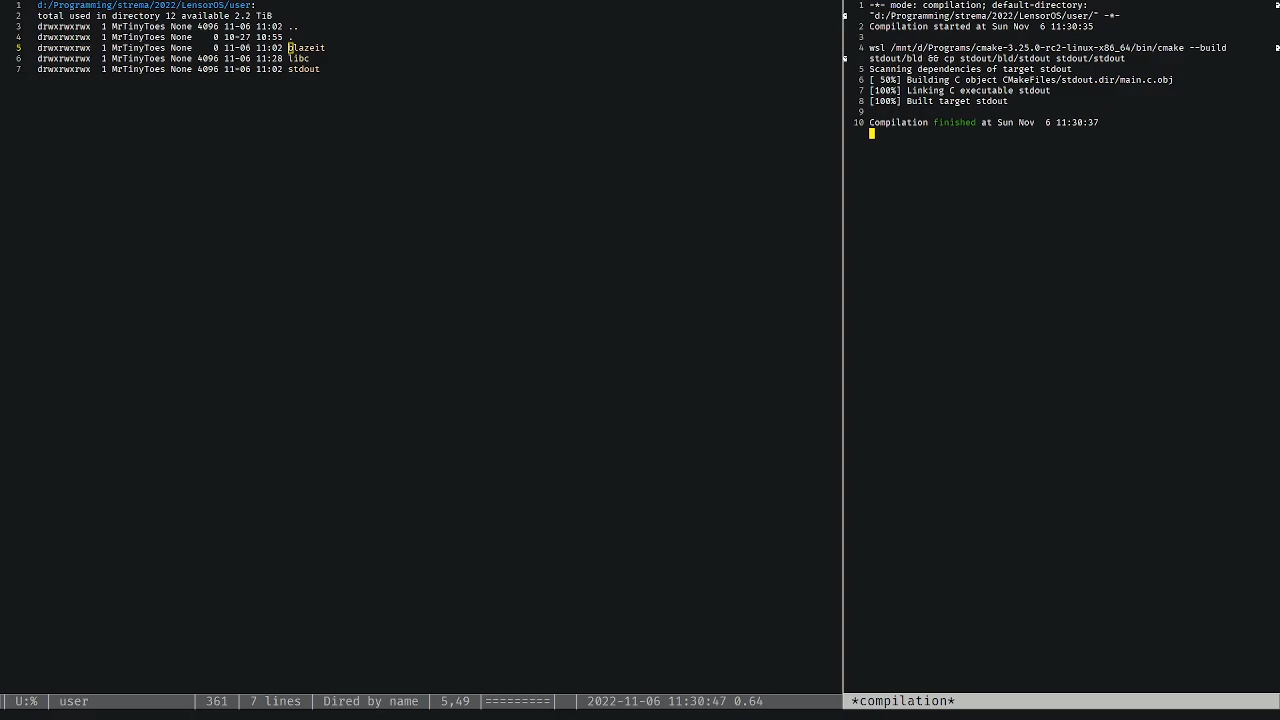 1 d:/Programming/strema/2022/LensorOS/user:
2 total used in directory 12 available 2.2 TiB
3 drwxrwxrwx 1 MrTinyToes None 4096 11-06 11:02 ..
4 drwxrwxrwx 1 MrTinyToes None 0 10-27 10:55 .
5 drwxrwxrwx 1 MrTinyToes None 0 11-06 11:02 blazeit
6 drwxrwxrwx 1 MrTinyToes None 4096 11-06 11:28 libc
7 drwxrwxrwx 1 MrTinyToes None 4096 11-06 11:02 stdout
U:% user 361 7 lines Dired by name 5,49 ========= 2022-11-06 11:30:47 0.64
1 -*- mode: compilation; default-directory:
"d:/Programming/strema/2022/LensorOS/user/" -*-
2 Compilation started at Sun Nov 6 11:30:35
3
4 wsl /mnt/d/Programs/cmake-3.25.0-rc2-linux-x86_64/bin/cmake --build
stdout/bld && cp stdout/bld/stdout stdout/stdout
5 Scanning dependencies of target stdout
6 [ 50%] Building C object CMakeFiles/stdout.dir/main.c.obj
7 [100%] Linking C executable stdout
8 [100%] Built target stdout
9
10 Compilation finished at Sun Nov 6 11:30:37
*compilation*